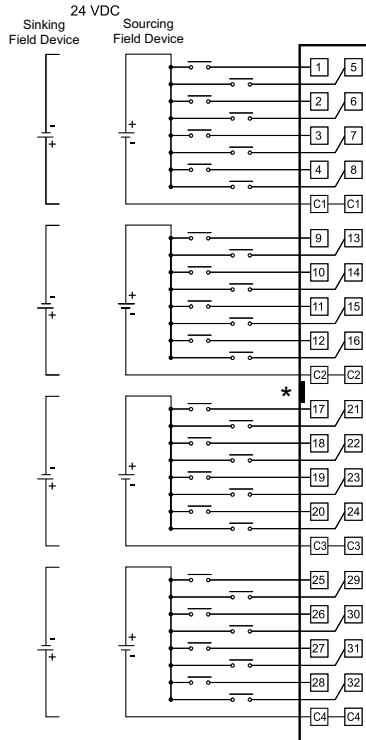 24 VDC
Sinking Field Device
Sourcing Field Device
+ - 1 5
- + 2 6
3 7
4 8
C1 C1
9 13
+ - 10 14
- + 11 15
12 16
C2 C2
*
17 21
+ - 18 22
- + 19 23
20 24
C3 C3
25 29
+ - 26 30
- + 27 31
28 32
C4 C4